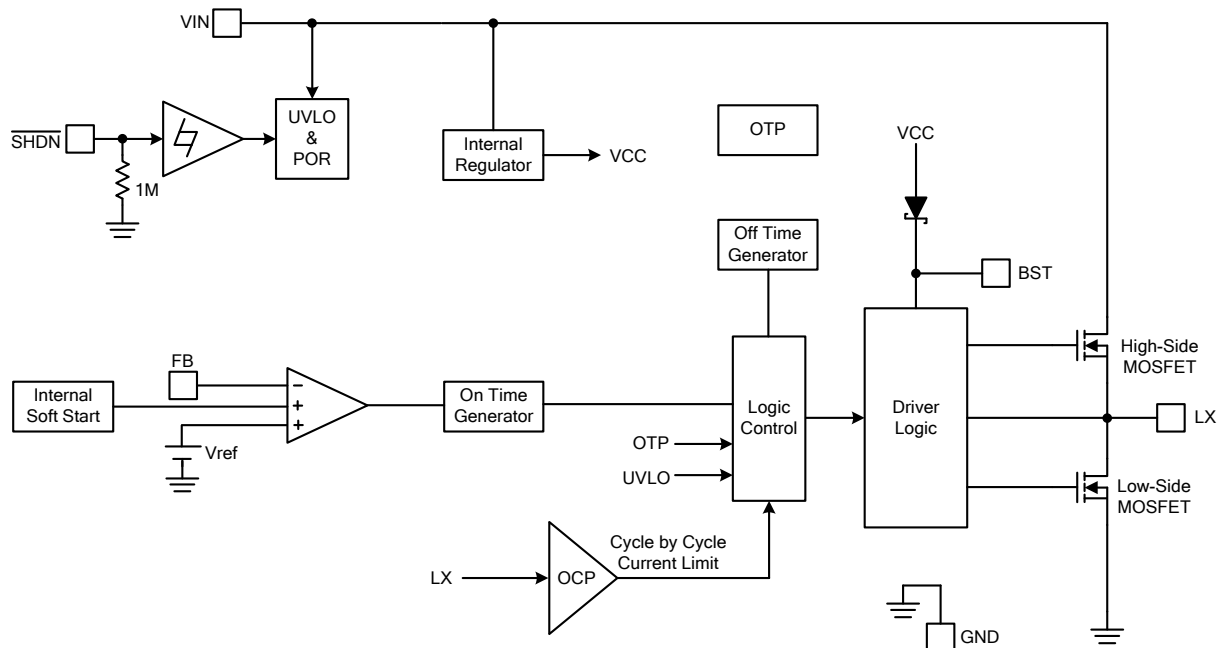 VIN
SHDN
1M
UVLO
&
POR
Internal
Regulator
VCC
OTP
VCC
Off Time
Generator
BST
High-Side
MOSFET
FB
Internal
Soft Start
−
+
+
Vref
On Time
Generator
Logic
Control
OTP
UVLO
Driver
Logic
LX
Low-Side
MOSFET
LX
OCP
Cycle by Cycle
Current Limit
GND